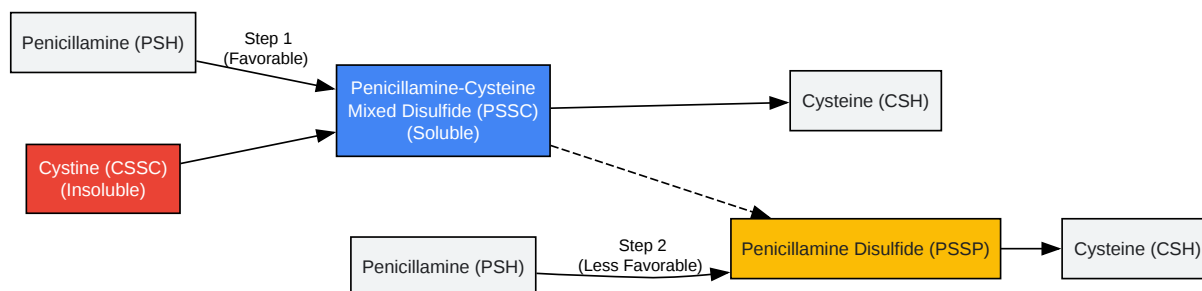 Penicillamine (PSH)
Step 1
(Favorable)
Penicillamine-Cysteine
Mixed Disulfide (PSSC)
(Soluble)
Cysteine (CSH)
Cystine (CSSC)
(Insoluble)
Penicillamine (PSH)
Step 2
(Less Favorable)
Penicillamine Disulfide (PSSP)
Cysteine (CSH)